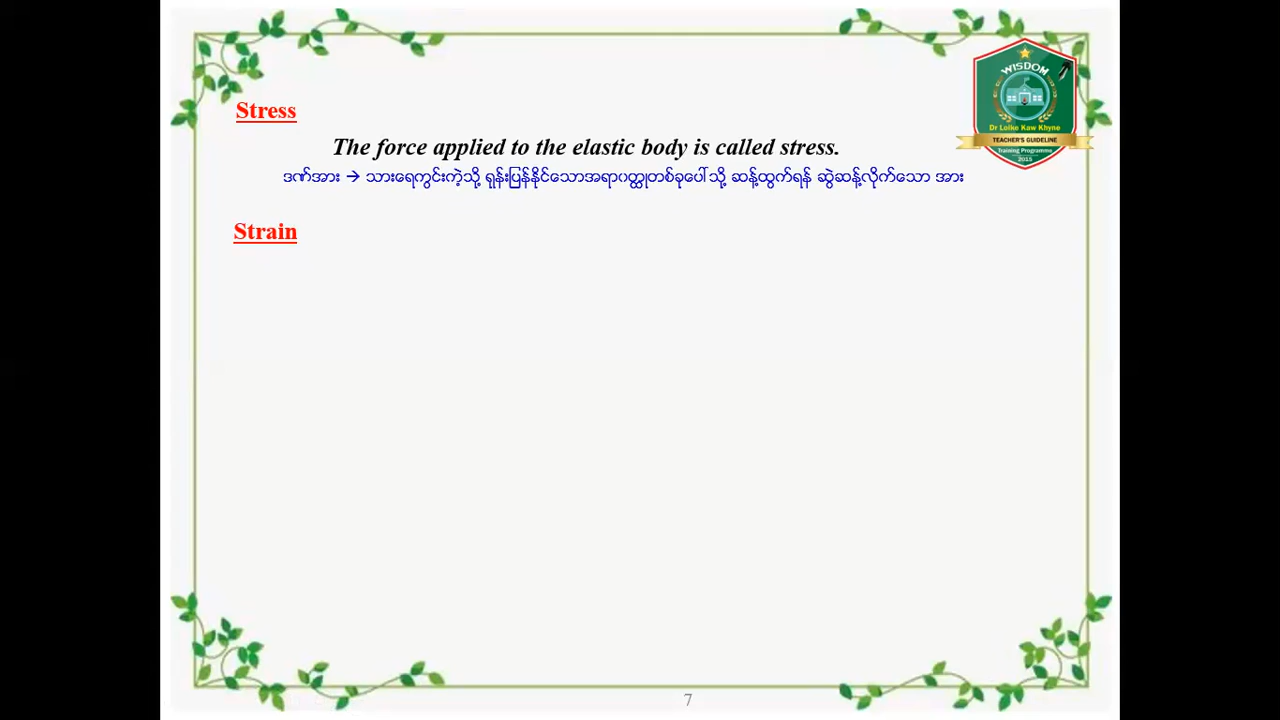 WISDOM
Dr Loike Kaw Khyne
TEACHER'S GUIDELINE
Training Programme
2015
Stress
The force applied to the elastic body is called stress.
ဒဏ်အား → သားရေကွင်းကဲ့သို့ ရုန်းပြန်နိုင်သောအရာဝတ္ထုတစ်ခုပေါ်သို့ ဆန့်ထွက်ရန် ဆွဲဆန့်လိုက်သော အား
Strain
7